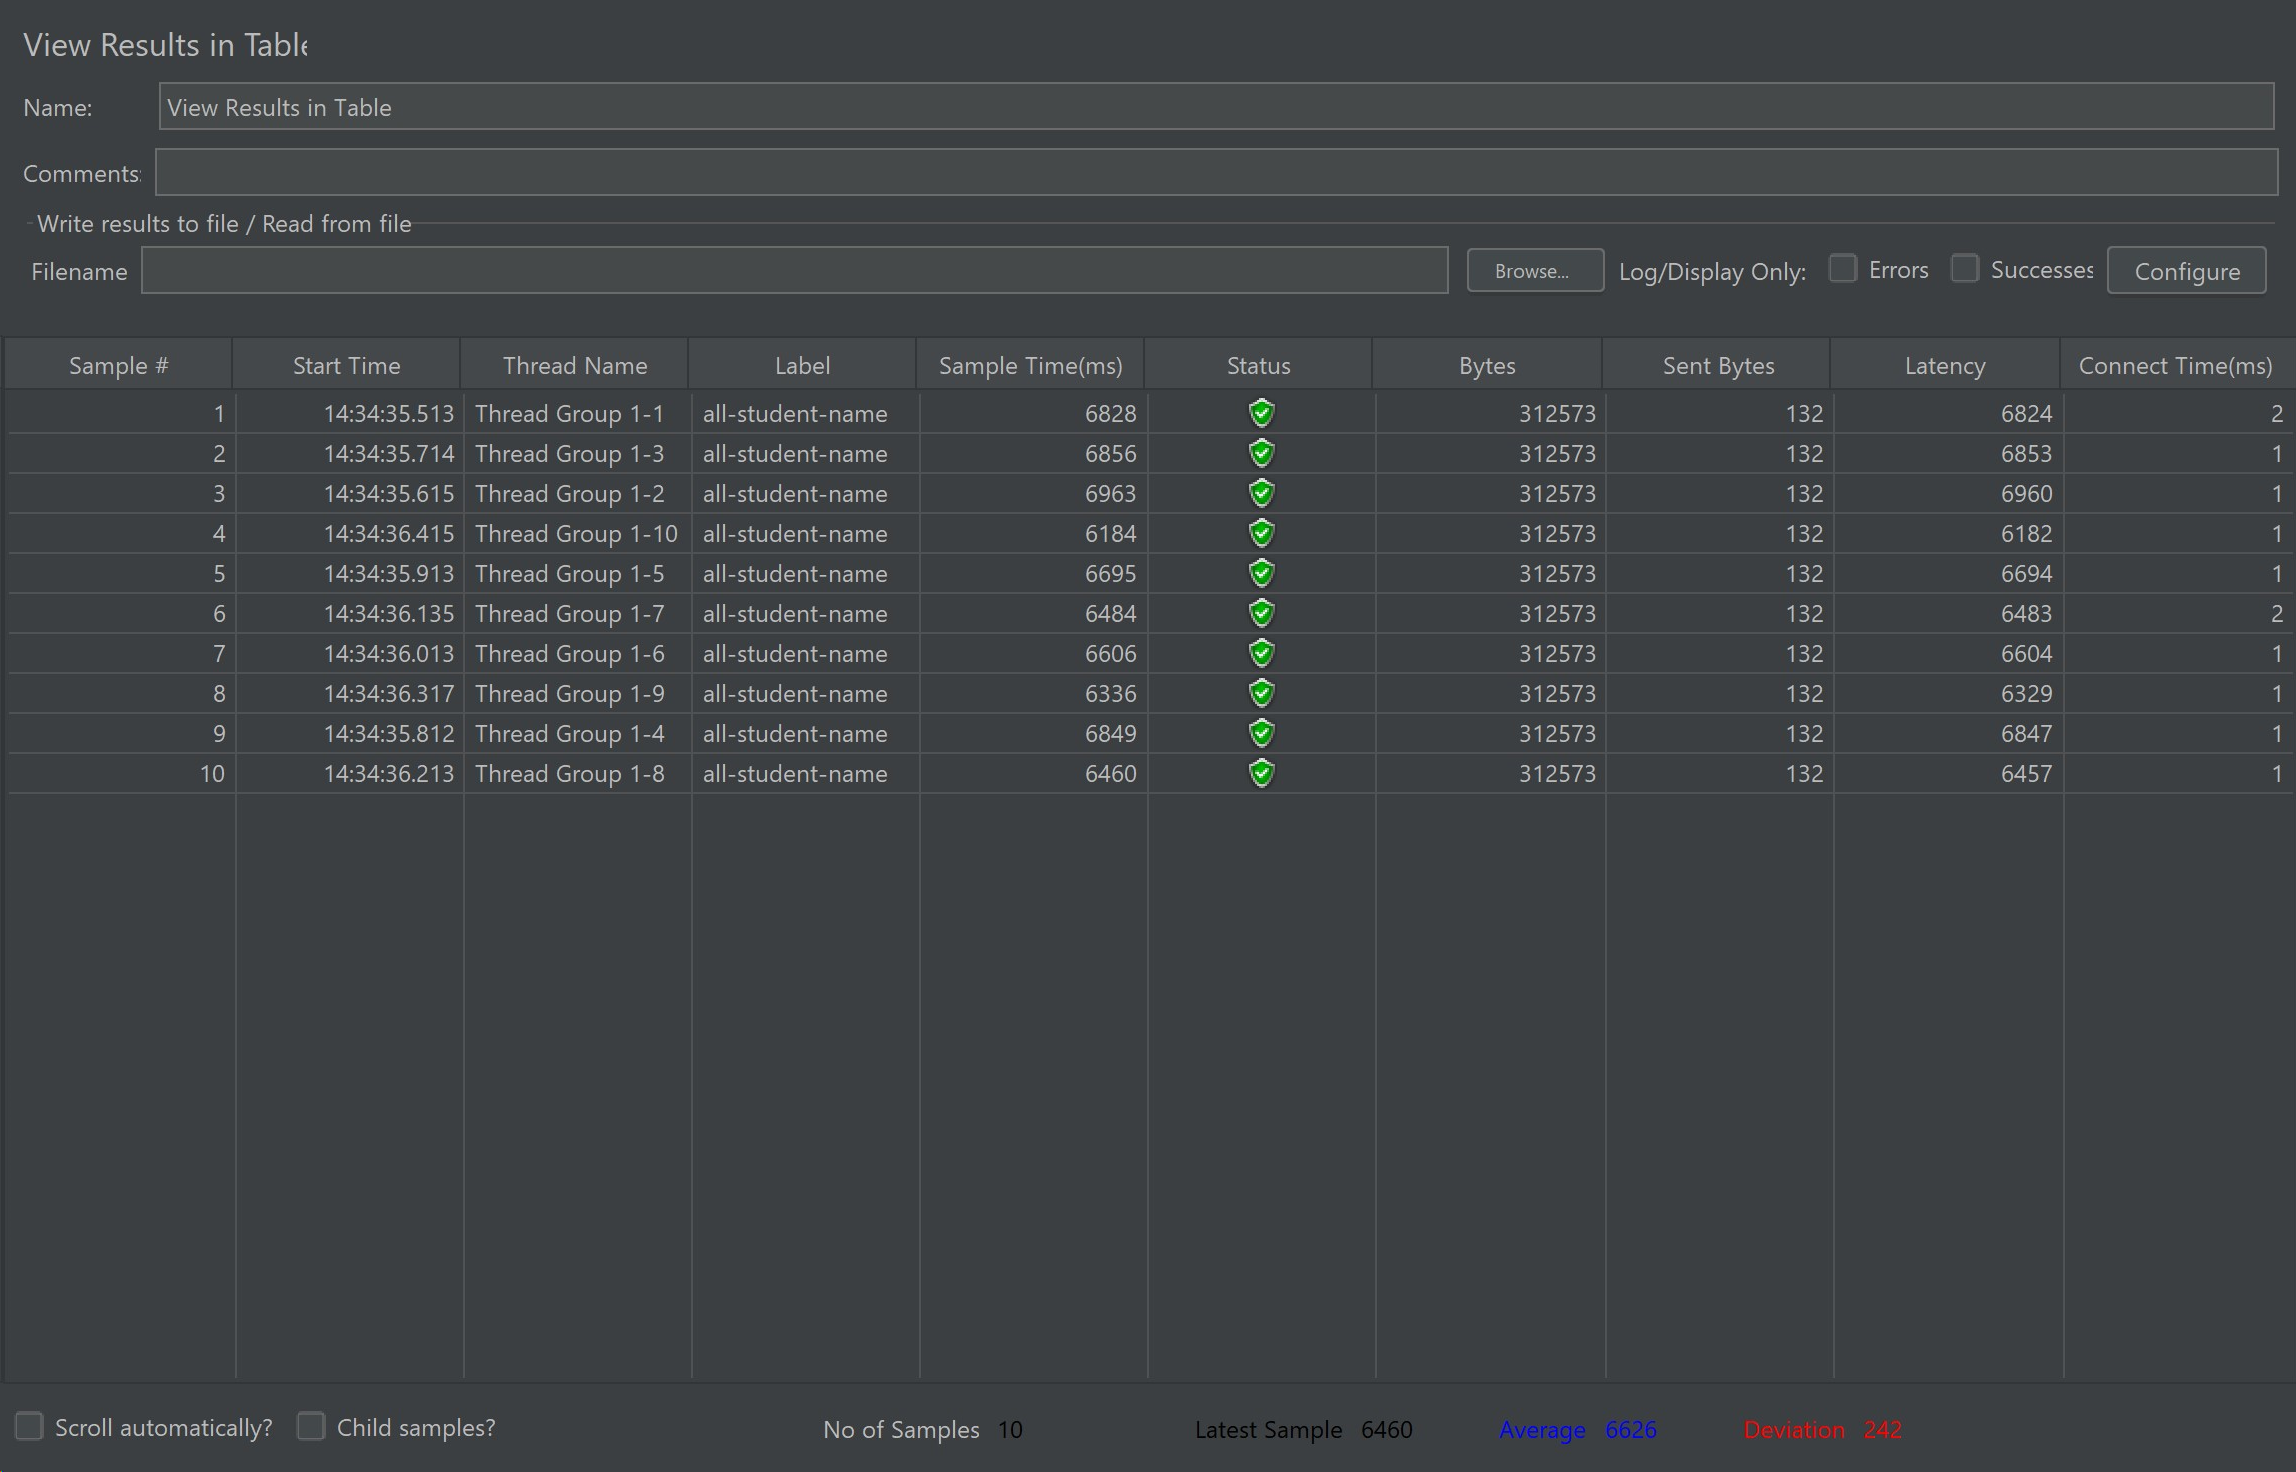 View Results in Table
Name: View Results in Table
Comments:
Write results to file / Read from file
Filename Browse... Log/Display Only: Errors Successes Configure
Sample # Start Time Thread Name Label Sample Time(ms) Status Bytes Sent Bytes Latency Connect Time(ms)
1 14:34:35.513 Thread Group 1-1 all-student-name 6828 312573 132 6824 2
2 14:34:35.714 Thread Group 1-3 all-student-name 6856 312573 132 6853 1
3 14:34:35.615 Thread Group 1-2 all-student-name 6963 312573 132 6960 1
4 14:34:36.415 Thread Group 1-10 all-student-name 6184 312573 132 6182 1
5 14:34:35.913 Thread Group 1-5 all-student-name 6695 312573 132 6694 1
6 14:34:36.135 Thread Group 1-7 all-student-name 6484 312573 132 6483 2
7 14:34:36.013 Thread Group 1-6 all-student-name 6606 312573 132 6604 1
8 14:34:36.317 Thread Group 1-9 all-student-name 6336 312573 132 6329 1
9 14:34:35.812 Thread Group 1-4 all-student-name 6849 312573 132 6847 1
10 14:34:36.213 Thread Group 1-8 all-student-name 6460 312573 132 6457 1
Scroll automatically? Child samples? No of Samples 10 Latest Sample 6460 Average 6626 Deviation 242